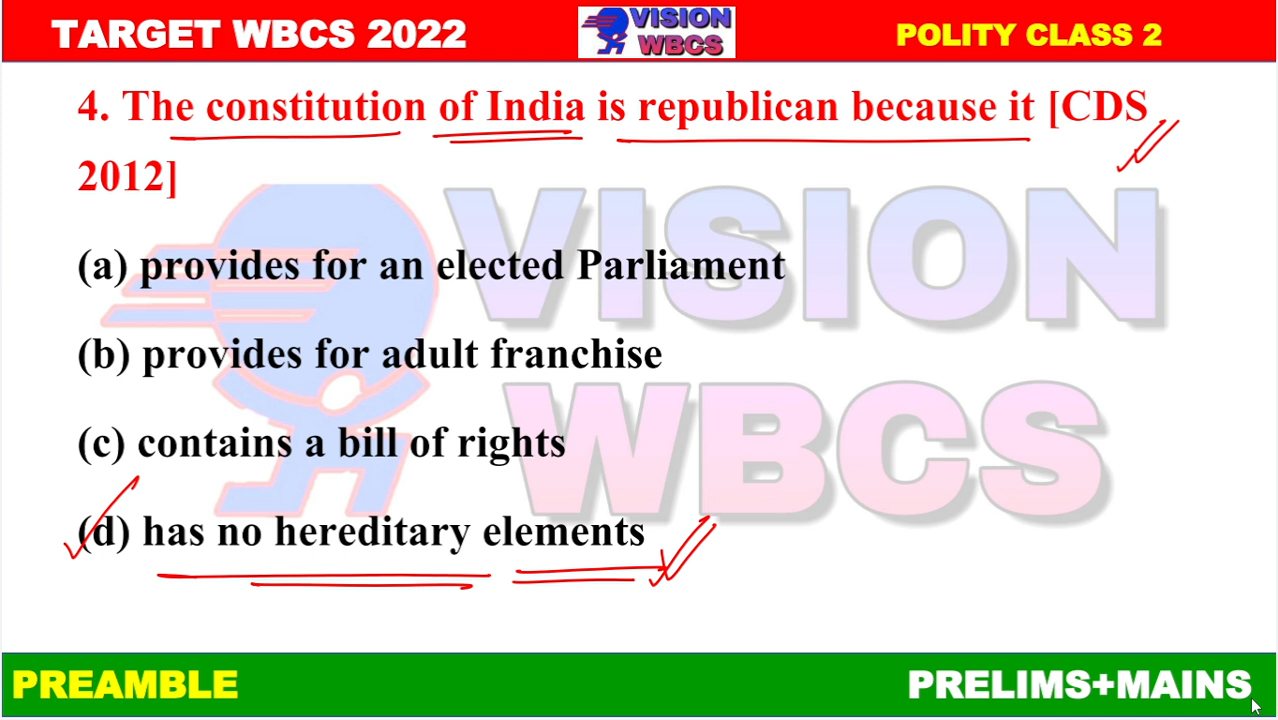 TARGET WBCS 2022
VISION
WBCS
POLITY CLASS 2
4. The constitution of India is republican because it [CDS
2012]
(a) provides for an elected Parliament
(b) provides for adult franchise
(c) contains a bill of rights
(d) has no hereditary elements
VISION
WBCS
PREAMBLE
PRELIMS+MAINS